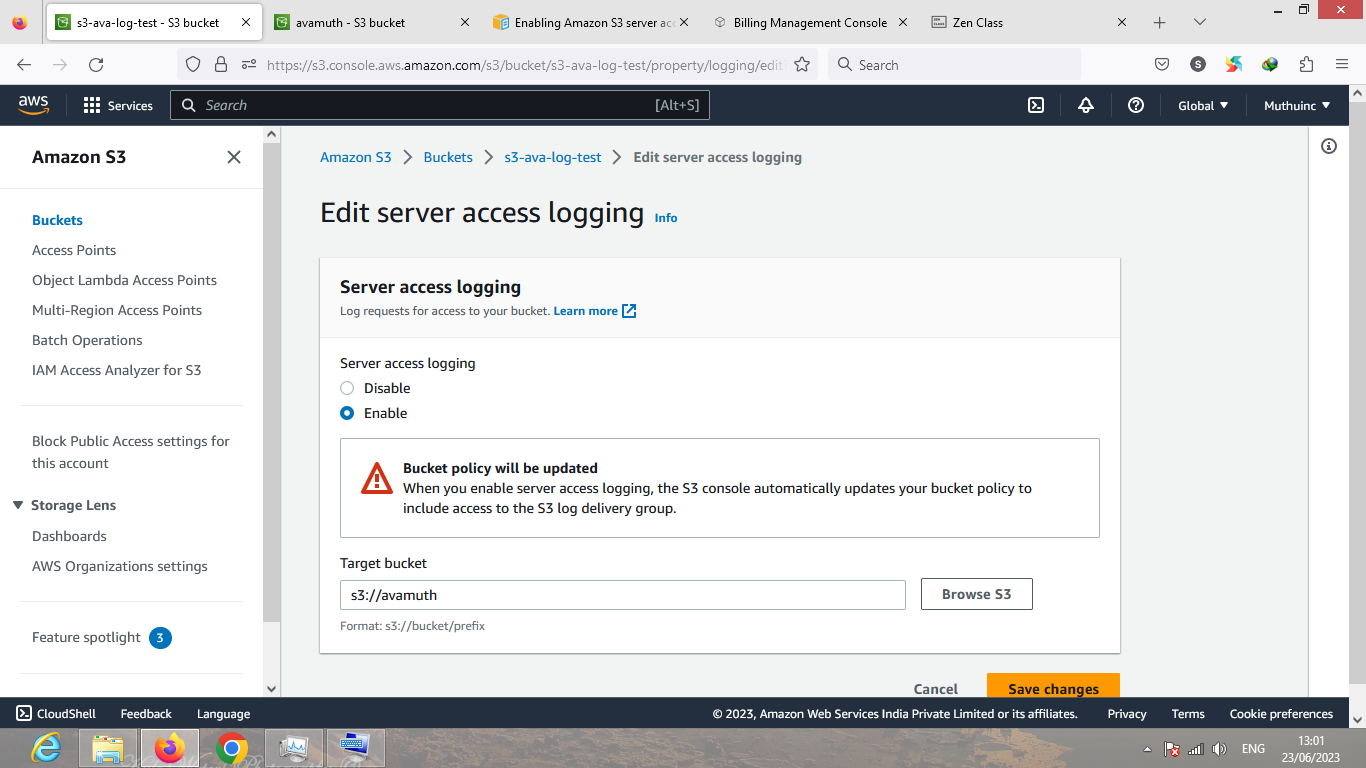 s3-ava-log-test - S3 bucket
avamuth - S3 bucket
Enabling Amazon S3 server acc
Billing Management Console
Zen Class
https://s3.console.aws.amazon.com/s3/bucket/s3-ava-log-test/property/logging/edit
Search
S
aws
Services
Search
[Alt+S]
Global
Muthuinc
Amazon S3
Buckets
Access Points
Object Lambda Access Points
Multi-Region Access Points
Batch Operations
IAM Access Analyzer for S3
Block Public Access settings for
this account
Storage Lens
Dashboards
AWS Organizations settings
Feature spotlight 3
Amazon S3 > Buckets > s3-ava-log-test > Edit server access logging
Edit server access logging Info
Server access logging
Log requests for access to your bucket. Learn more
Server access logging
Disable
Enable
Bucket policy will be updated
When you enable server access logging, the S3 console automatically updates your bucket policy to
include access to the S3 log delivery group.
Target bucket
s3://avamuth
Browse S3
Format: s3://bucket/prefix
Cancel
Save changes
CloudShell
Feedback
Language
© 2023, Amazon Web Services India Private Limited or its affiliates.
Privacy
Terms
Cookie preferences
ENG
13:01
23/06/2023